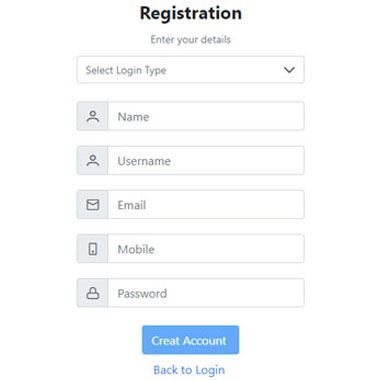 Registration
Enter your details
Select Login Type
Name
Username
Email
Mobile
Password
Creat Account
Back to Login